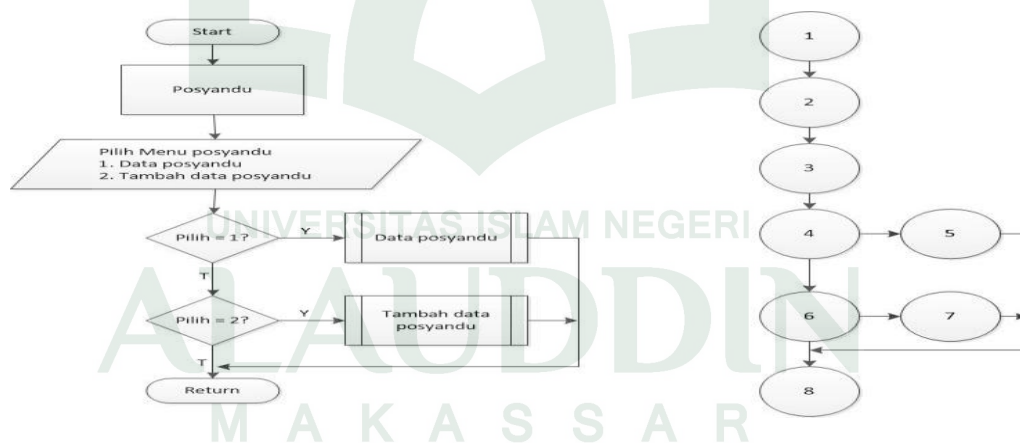 Start
Posyandu
Pilih Menu posyandu
1. Data posyandu
2. Tambah data posyandu
Pilih = 1?
Y
Data posyandu
T
Pilih = 2?
Y
Tambah data
posyandu
T
Return
1
2
3
4
5
6
7
8
UNIVERSITAS ISLAM NEGERI
ALAUDDIN
MAKASSAR